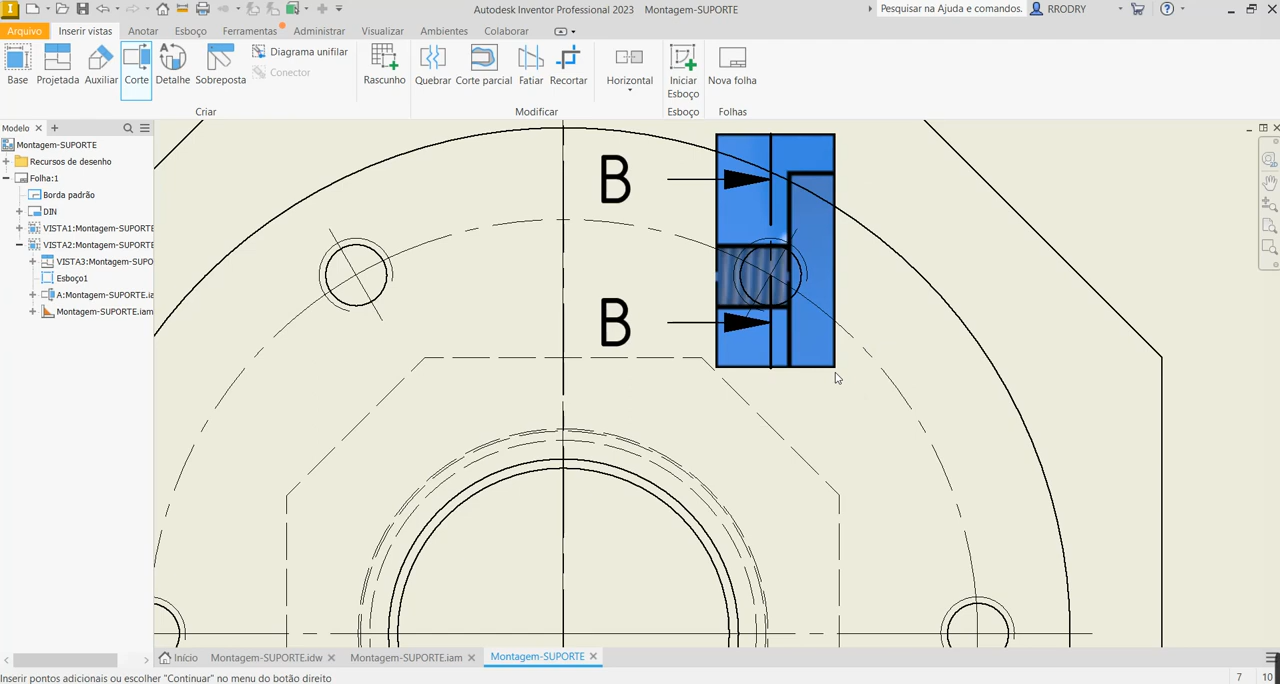 Autodesk Inventor Professional 2023 Montagem-SUPORTE
Pesquisar na Ajuda e comandos.
RRODRY
Arquivo Inserir vistas Anotar Esboço Ferramentas Administrar Visualizar Ambientes Colaborar
Base Projetada Auxiliar Corte Detalhe Sobreposta
Diagrama unifilar
Conector
Rascunho
Quebrar Corte parcial Fatiar Recortar
Horizontal
Iniciar
Esboço
Nova folha
Criar Modificar Esboço Folhas
Modelo
Montagem-SUPORTE
Recursos de desenho
Folha:1
Borda padrão
DIN
VISTA1:Montagem-SUPORTE
VISTA2:Montagem-SUPORTE
VISTA3:Montagem-SUPO
Esboço1
A:Montagem-SUPORTE.ia
Montagem-SUPORTE.iam
B
B
Início Montagem-SUPORTE.idw Montagem-SUPORTE.iam Montagem-SUPORTE
Inserir pontos adicionais ou escolher "Continuar" no menu do botão direito
7 10